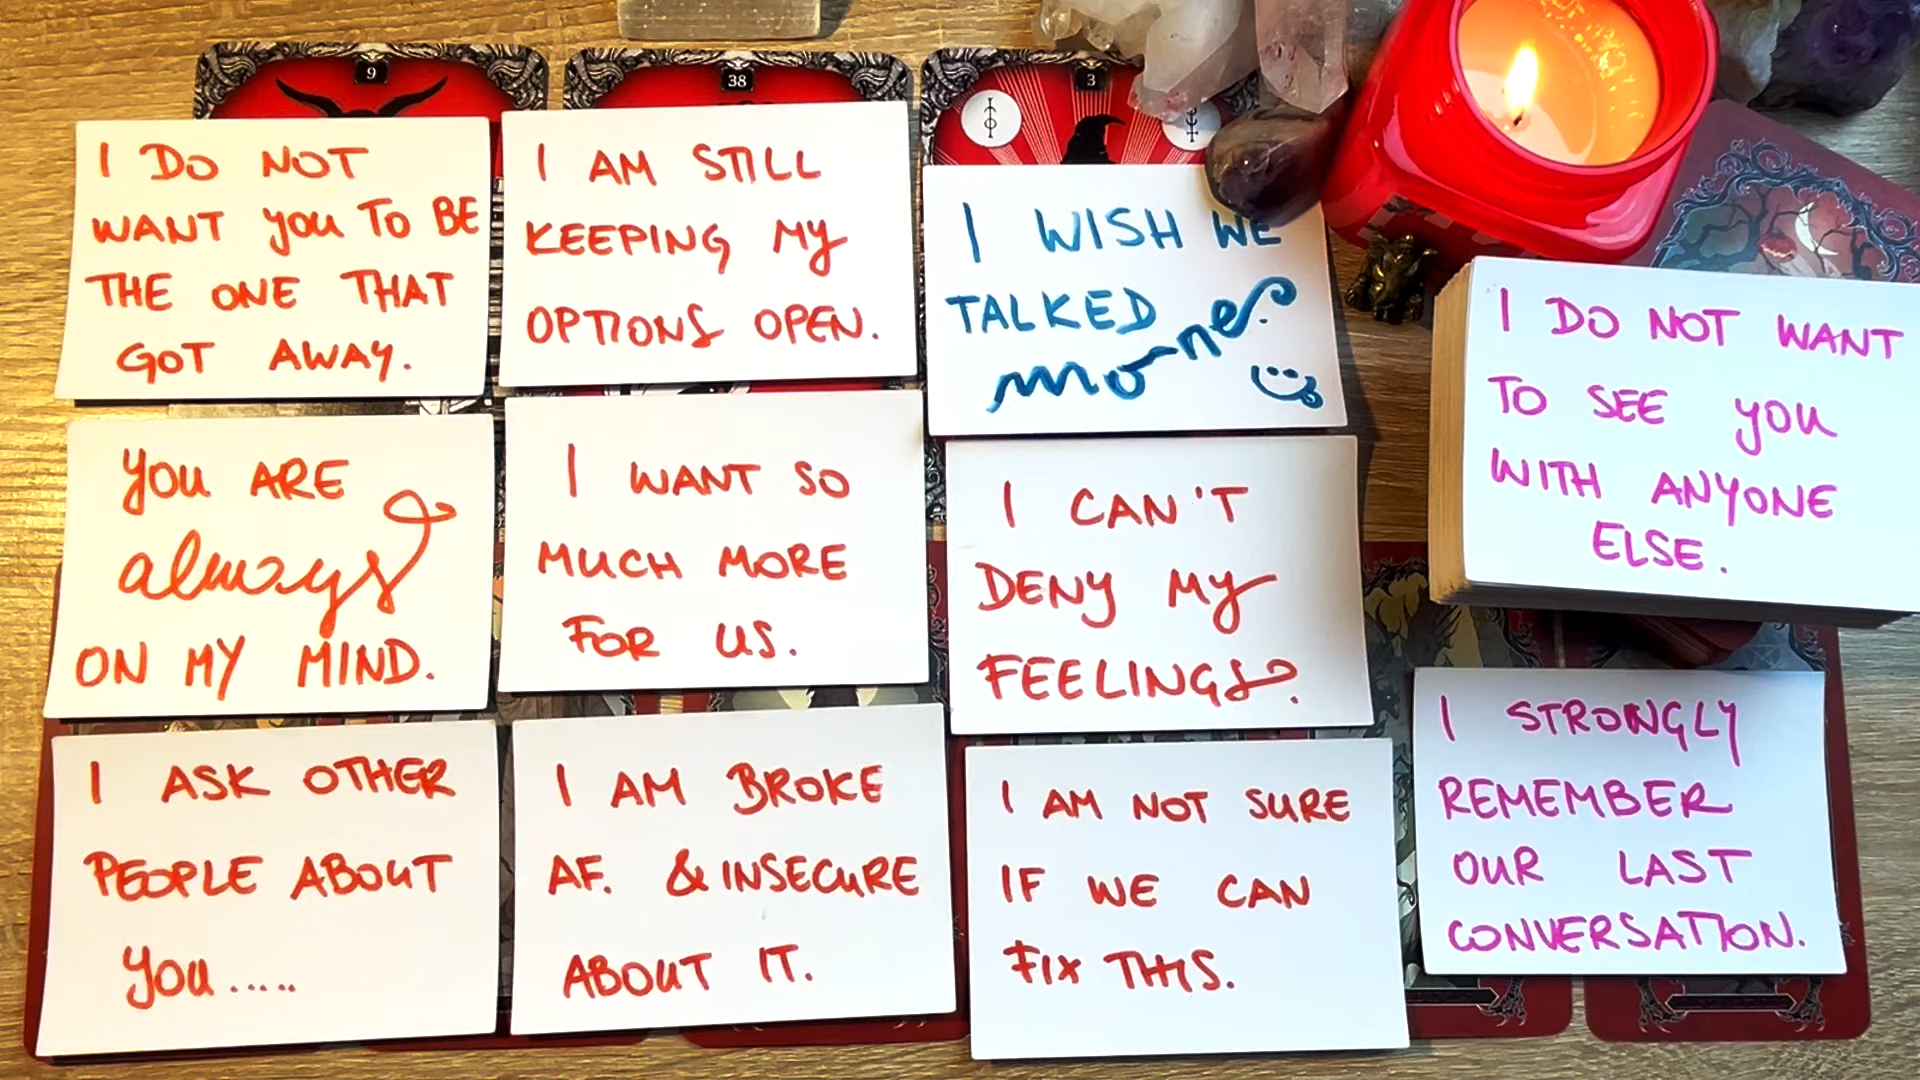 9
38
3
I DO NOT
WANT YOU TO BE
THE ONE THAT
GOT AWAY.
I AM STILL
KEEPING MY
OPTIONS OPEN.
I WISH WE
TALKED
more.
I DO NOT WANT
TO SEE YOU
WITH ANYONE
ELSE.
YOU ARE
always
ON MY MIND.
I WANT SO
MUCH MORE
FOR US.
I CAN'T
DENY MY
FEELINGS.
I ASK OTHER
PEOPLE ABOUT
YOU.....
I AM BROKE
AF. & INSECURE
ABOUT IT.
I AM NOT SURE
IF WE CAN
FIX THIS.
I STRONGLY
REMEMBER
OUR LAST
CONVERSATION.